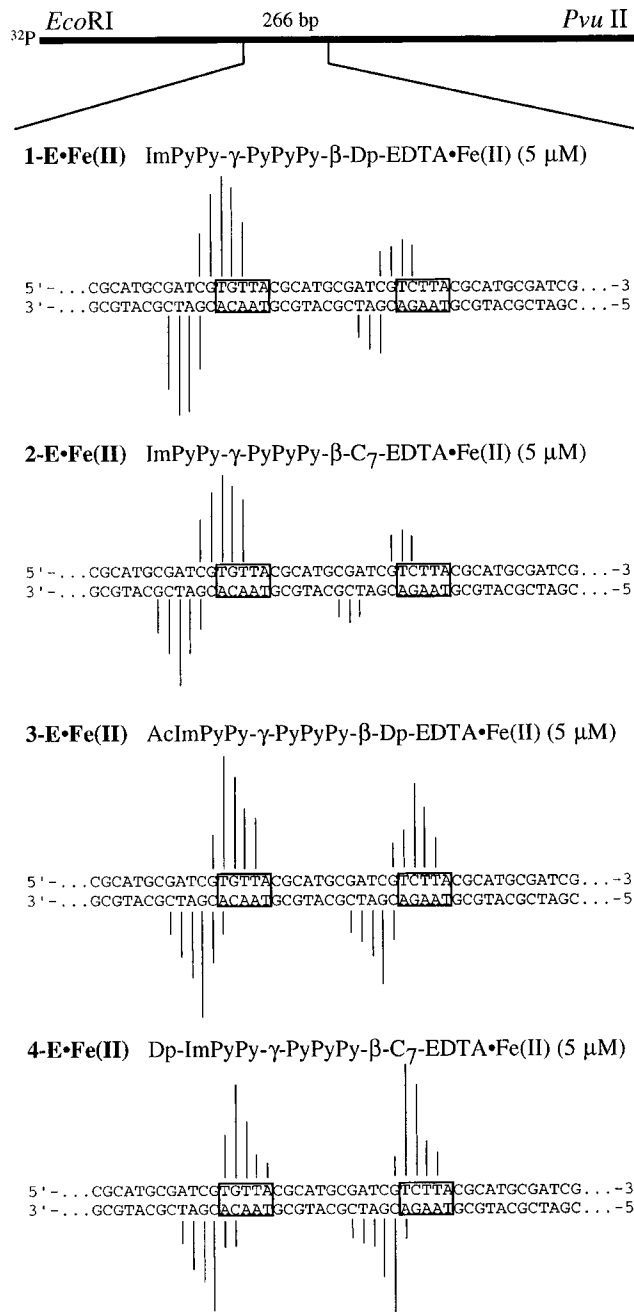 EcoRI 266 bp Pvu II
32P
1-E•Fe(II) ImPyPy-γ-PyPyPy-β-Dp-EDTA•Fe(II) (5 μM)
5'-...CGCATGCGATCGTGTTACGCATGCGATCGTCTTACGCATGCGATCG...-3
3'-...GCGTACGCTAGCACAATGCGTACGCTAGCAGAATGCGTACGCTAGC...-5
2-E•Fe(II) ImPyPy-γ-PyPyPy-β-C7-EDTA•Fe(II) (5 μM)
5'-...CGCATGCGATCGTGTTACGCATGCGATCGTCTTACGCATGCGATCG...-3
3'-...GCGTACGCTAGCACAATGCGTACGCTAGCAGAATGCGTACGCTAGC...-5
3-E•Fe(II) AcImPyPy-γ-PyPyPy-β-Dp-EDTA•Fe(II) (5 μM)
5'-...CGCATGCGATCGTGTTACGCATGCGATCGTCTTACGCATGCGATCG...-3
3'-...GCGTACGCTAGCACAATGCGTACGCTAGCAGAATGCGTACGCTAGC...-5
4-E•Fe(II) Dp-ImPyPy-γ-PyPyPy-β-C7-EDTA•Fe(II) (5 μM)
5'-...CGCATGCGATCGTGTTACGCATGCGATCGTCTTACGCATGCGATCG...-3
3'-...GCGTACGCTAGCACAATGCGTACGCTAGCAGAATGCGTACGCTAGC...-5